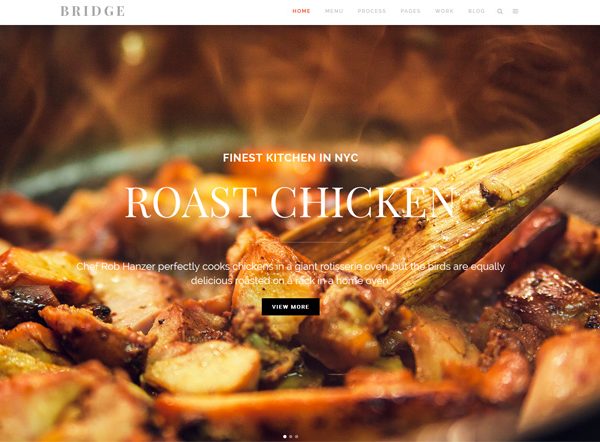 BRIDGE
HOME MENU PROCESS PAGES WORK BLOG
FINEST KITCHEN IN NYC
ROAST CHICKEN
Chef Rob Hanzer perfectly cooks chickens in a giant rotisserie oven, but the birds are equally
delicious roasted on a rack in a home oven.
VIEW MORE